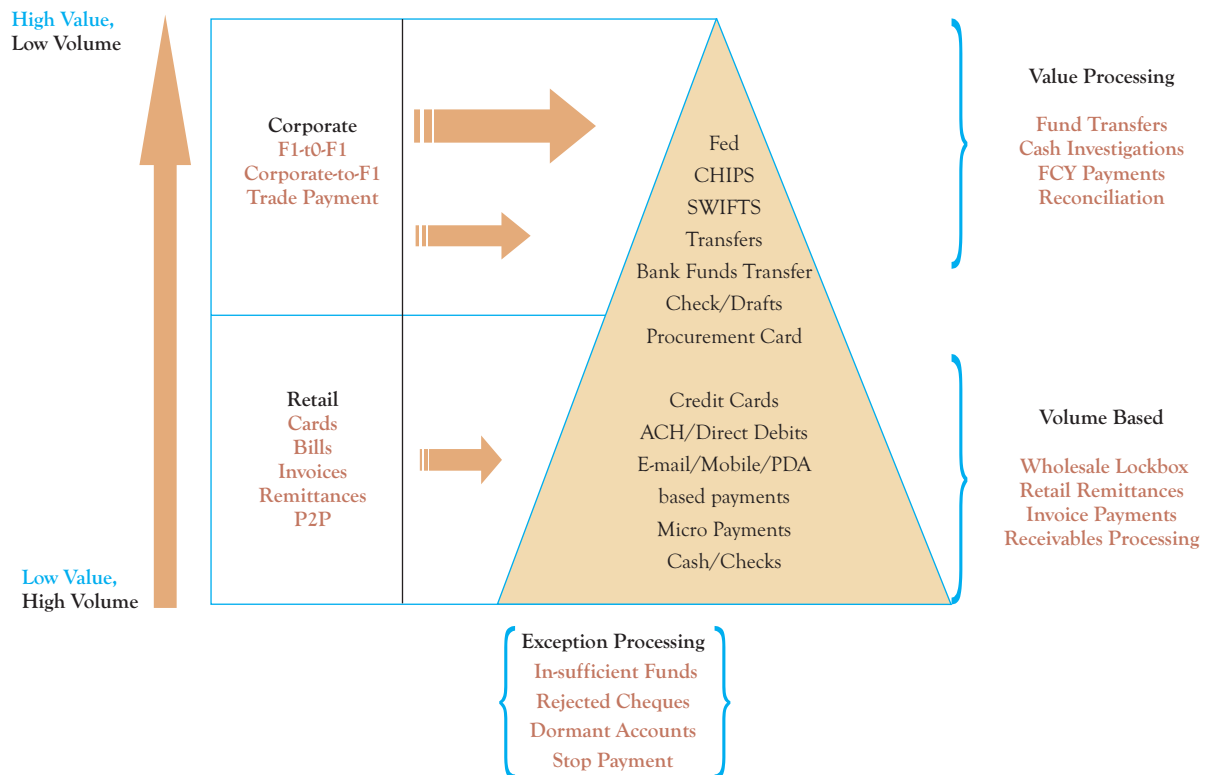 High Value,
Low Volume
Corporate
F1-t0-F1
Corporate-to-F1
Trade Payment
Fed
CHIPS
SWIFTS
Transfers
Bank Funds Transfer
Check/Drafts
Procurement Card
Value Processing
Fund Transfers
Cash Investigations
FCY Payments
Reconciliation
Retail
Cards
Bills
Invoices
Remittances
P2P
Credit Cards
ACH/Direct Debits
E-mail/Mobile/PDA
based payments
Micro Payments
Cash/Checks
Volume Based
Wholesale Lockbox
Retail Remittances
Invoice Payments
Receivables Processing
Low Value,
High Volume
Exception Processing
In-sufficient Funds
Rejected Cheques
Dormant Accounts
Stop Payment